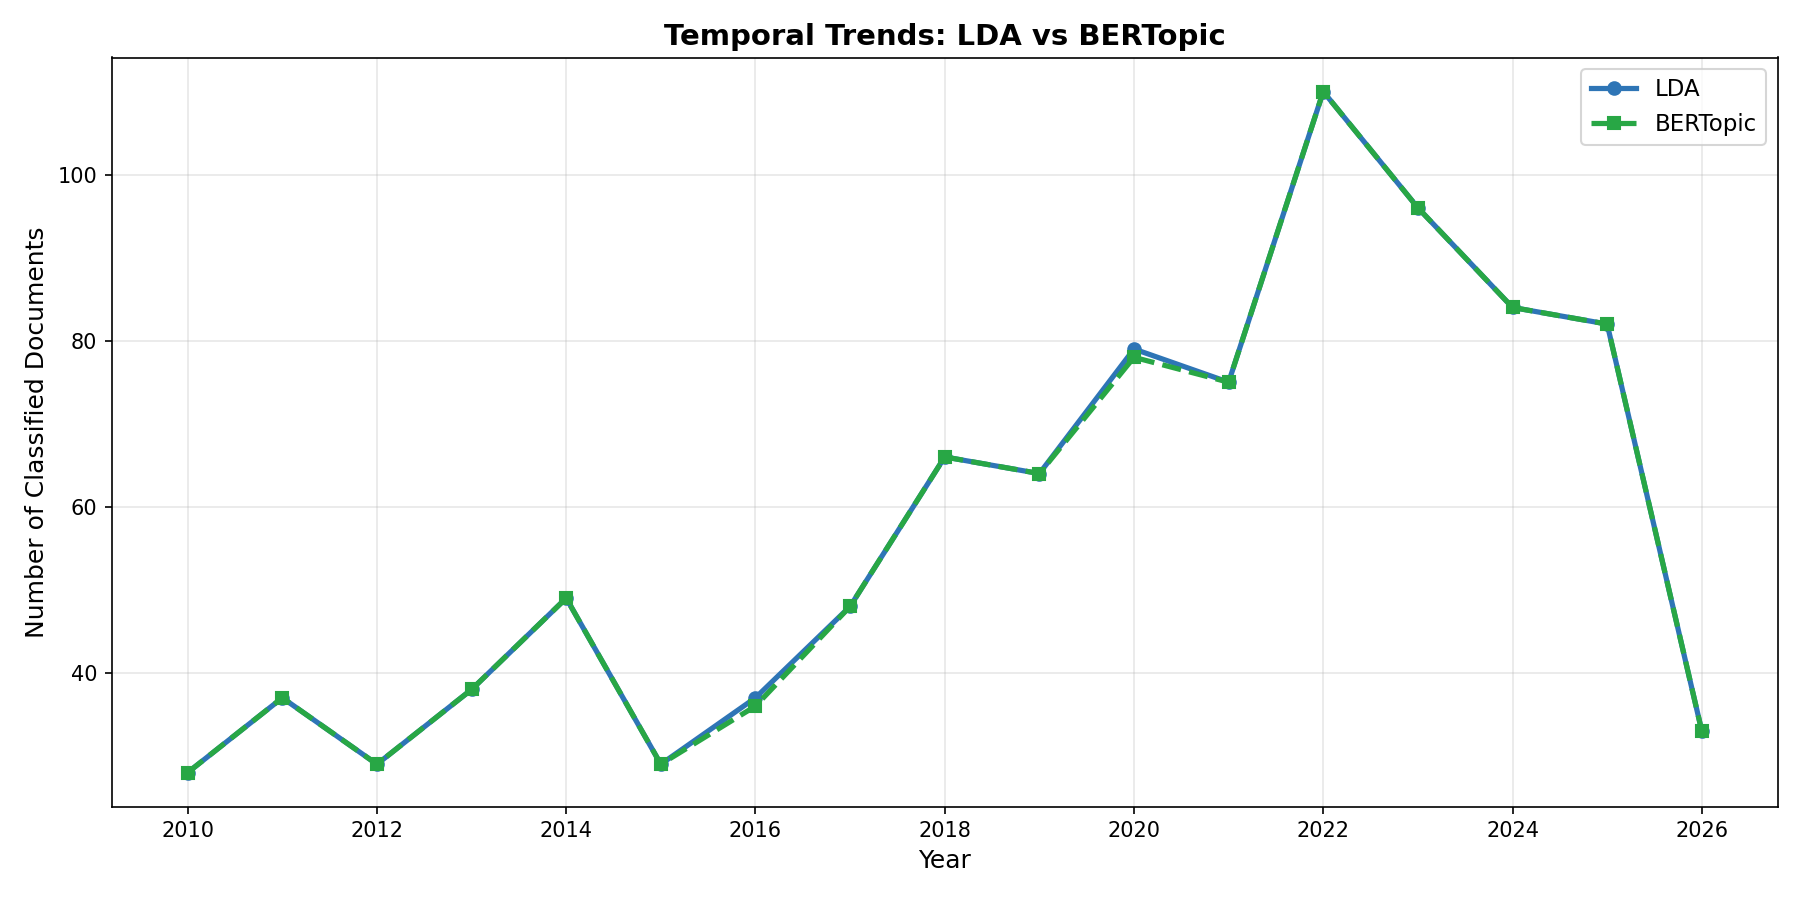 Temporal Trends: LDA vs BERTopic
LDA
BERTopic
Number of Classified Documents
100
80
60
40
2010
2012
2014
2016
2018
2020
2022
2024
2026
Year